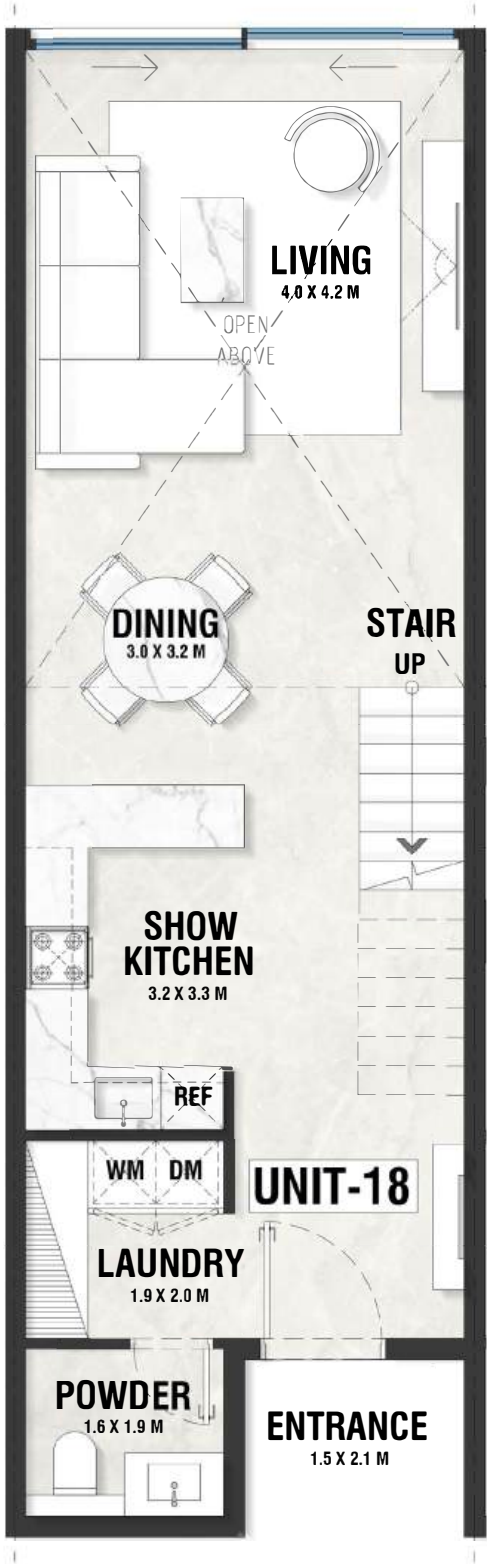 LIVING
4.0 X 4.2 M
OPEN
ABOVE
DINING
3.0 X 3.2 M
STAIR
UP
SHOW
KITCHEN
3.2 X 3.3 M
REF
WM DM
UNIT-18
LAUNDRY
1.9 X 2.0 M
POWDER
1.6 X 1.9 M
ENTRANCE
1.5 X 2.1 M